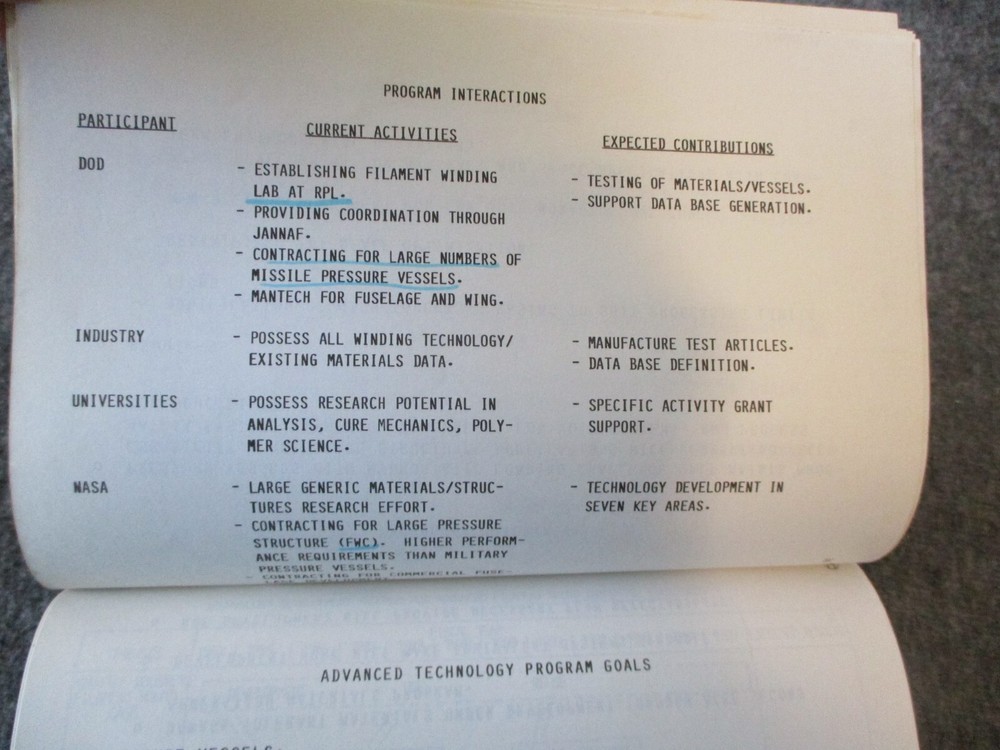 PROGRAM INTERACTIONS
PARTICIPANT CURRENT ACTIVITIES EXPECTED CONTRIBUTIONS
DOD
- ESTABLISHING FILAMENT WINDING
LAB AT RPL.
- PROVIDING COORDINATION THROUGH
JANNAF.
- CONTRACTING FOR LARGE NUMBERS OF
MISSILE PRESSURE VESSELS.
- MANTECH FOR FUSELAGE AND WING.
- TESTING OF MATERIALS/VESSELS.
- SUPPORT DATA BASE GENERATION.
INDUSTRY
- POSSESS ALL WINDING TECHNOLOGY/
EXISTING MATERIALS DATA.
- MANUFACTURE TEST ARTICLES.
- DATA BASE DEFINITION.
UNIVERSITIES
- POSSESS RESEARCH POTENTIAL IN
ANALYSIS, CURE MECHANICS, POLY-
MER SCIENCE.
- SPECIFIC ACTIVITY GRANT
SUPPORT.
NASA
- LARGE GENERIC MATERIALS/STRUC-
TURES RESEARCH EFFORT.
- CONTRACTING FOR LARGE PRESSURE
STRUCTURE (FWC). HIGHER PERFORM-
ANCE REQUIREMENTS THAN MILITARY
PRESSURE VESSELS.
- CONTRACTING FOR COMMERCIAL FUSE-
- TECHNOLOGY DEVELOPMENT IN
SEVEN KEY AREAS.
ADVANCED TECHNOLOGY PROGRAM GOALS
VESSELS.